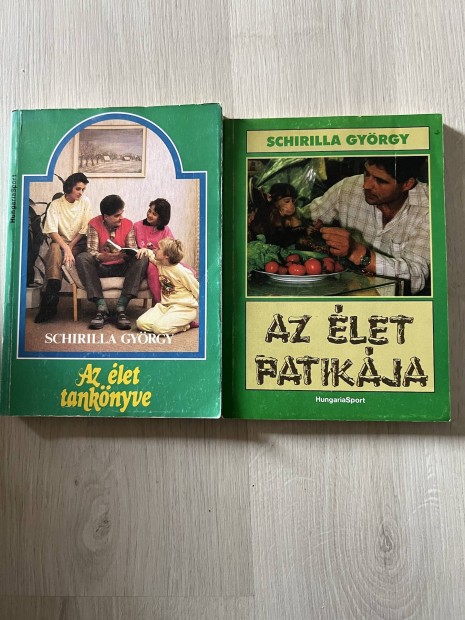 HungariaSport
SCHIRILLA GYÖRGY
Az élet
tankönyve
SCHIRILLA GYÖRGY
AZ ÉLET
PATIKÁJA
HungariaSport